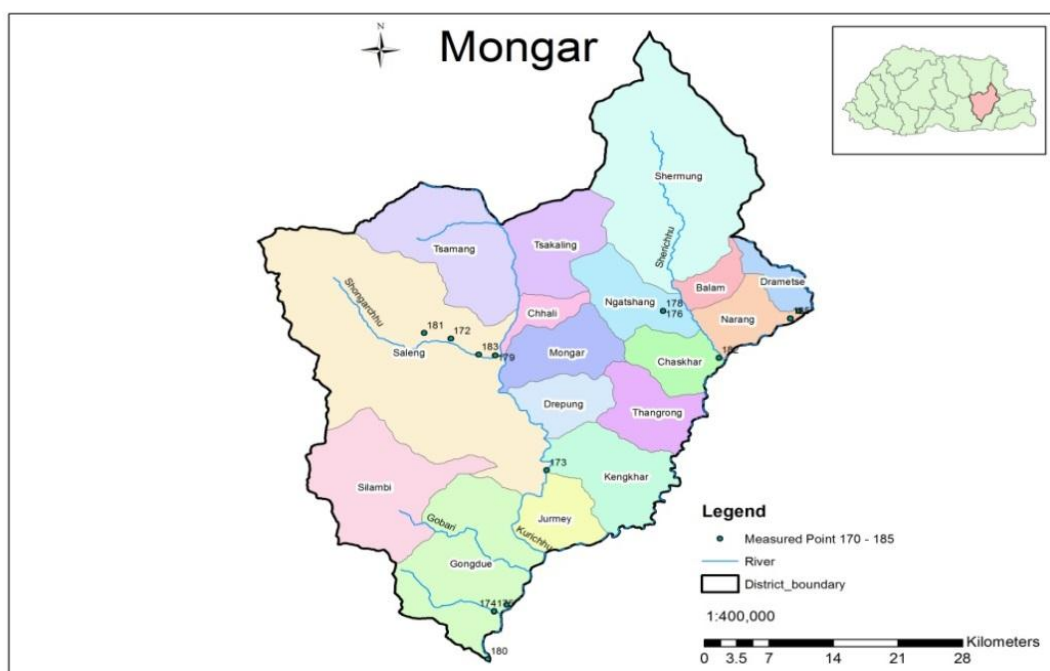 N
Mongar
Shermung
Tsamang
Tsakaling
Sherichhu
Balam
Drametse
Shongarchhu
Ngatshang
178
176
Narang
Chhali
181
172
183
179
Saleng
Mongar
Chaskhar
182
Drepung
Thangrong
173
Kengkhar
Silambi
Jurmey
Gobari
Kurichhu
Gongdue
174
180
Legend
Measured Point 170 - 185
River
District_boundary
1:400,000
Kilometers
0 3.5 7 14 21 28